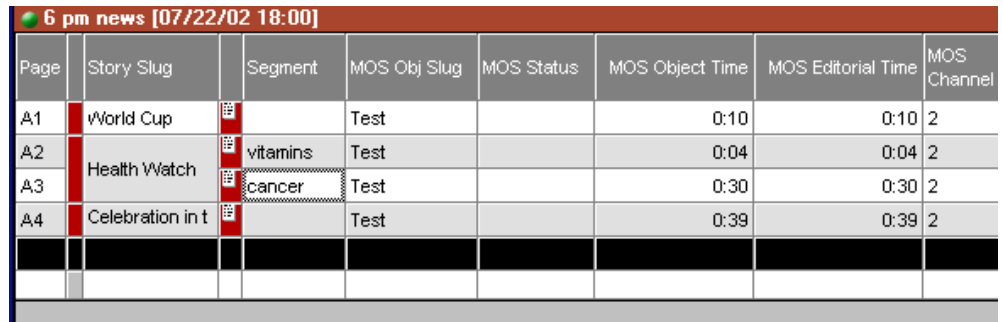 6 pm news [07/22/02 18:00]
Page Story Slug Segment MOS Obj Slug MOS Status MOS Object Time MOS Editorial Time MOS Channel
A1 World Cup Test 0:10 0:10 2
A2 Health Watch vitamins Test 0:04 0:04 2
A3 cancer Test 0:30 0:30 2
A4 Celebration in t Test 0:39 0:39 2